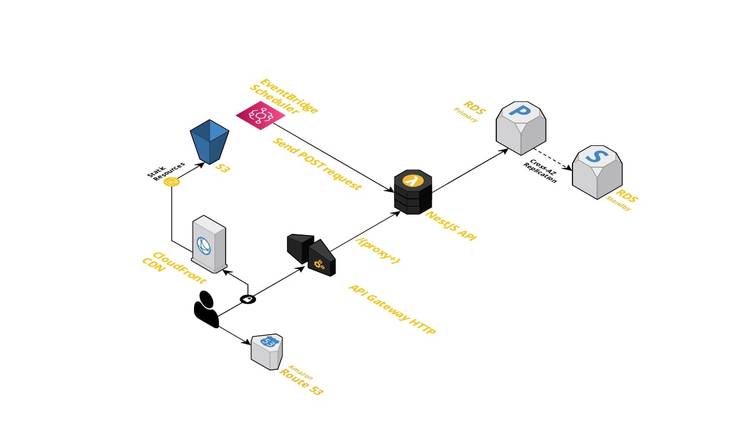 EventBridge
Scheduler
S3
Static
Resources
Send POST request
RDS
Primary
P
S
Cross-AZ
Replication
RDS
Standby
NestJS API
/{proxy+}
CloudFront
CDN
API Gateway HTTP
53
Amazon
Route 53